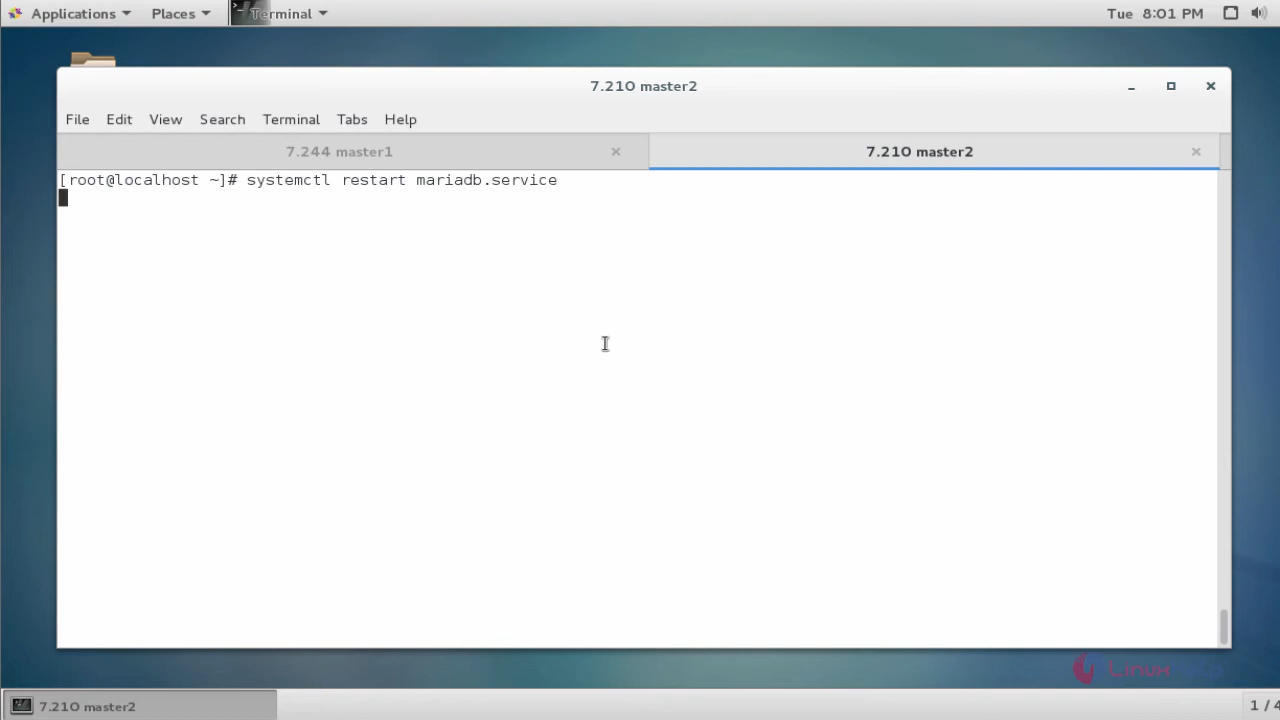 Applications Places Terminal Tue 8:01 PM
7.210 master2
File Edit View Search Terminal Tabs Help
7.244 master1 7.210 master2
[root@localhost ~]# systemctl restart mariadb.service
7.210 master2 1 / 4